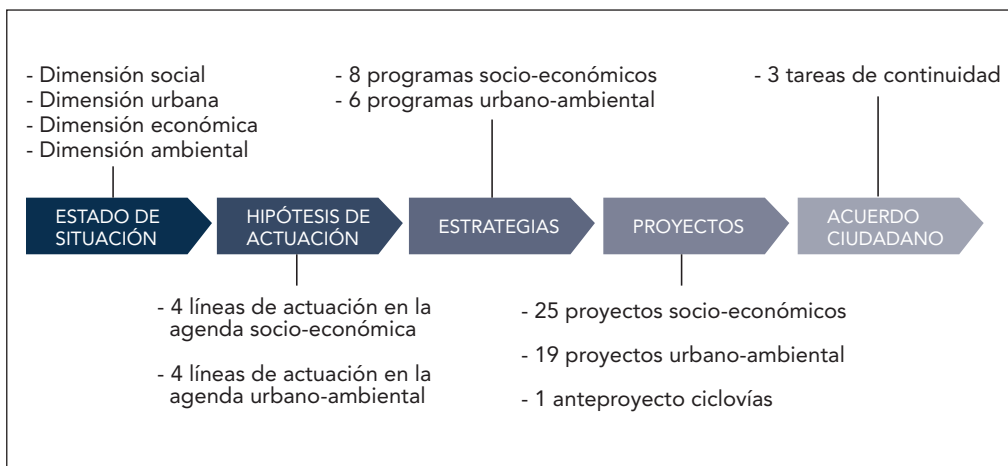 - Dimensión social
- Dimensión urbana
- Dimensión económica
- Dimensión ambiental
- 8 programas socio-económicos
- 6 programas urbano-ambiental
- 3 tareas de continuidad
ESTADO DE
SITUACIÓN
HIPÓTESIS DE
ACTUACIÓN
ESTRATEGIAS
PROYECTOS
ACUERDO
CIUDADANO
- 4 líneas de actuación en la
agenda socio-económica
- 4 líneas de actuación en la
agenda urbano-ambiental
- 25 proyectos socio-económicos
- 19 proyectos urbano-ambiental
- 1 anteproyecto ciclovías